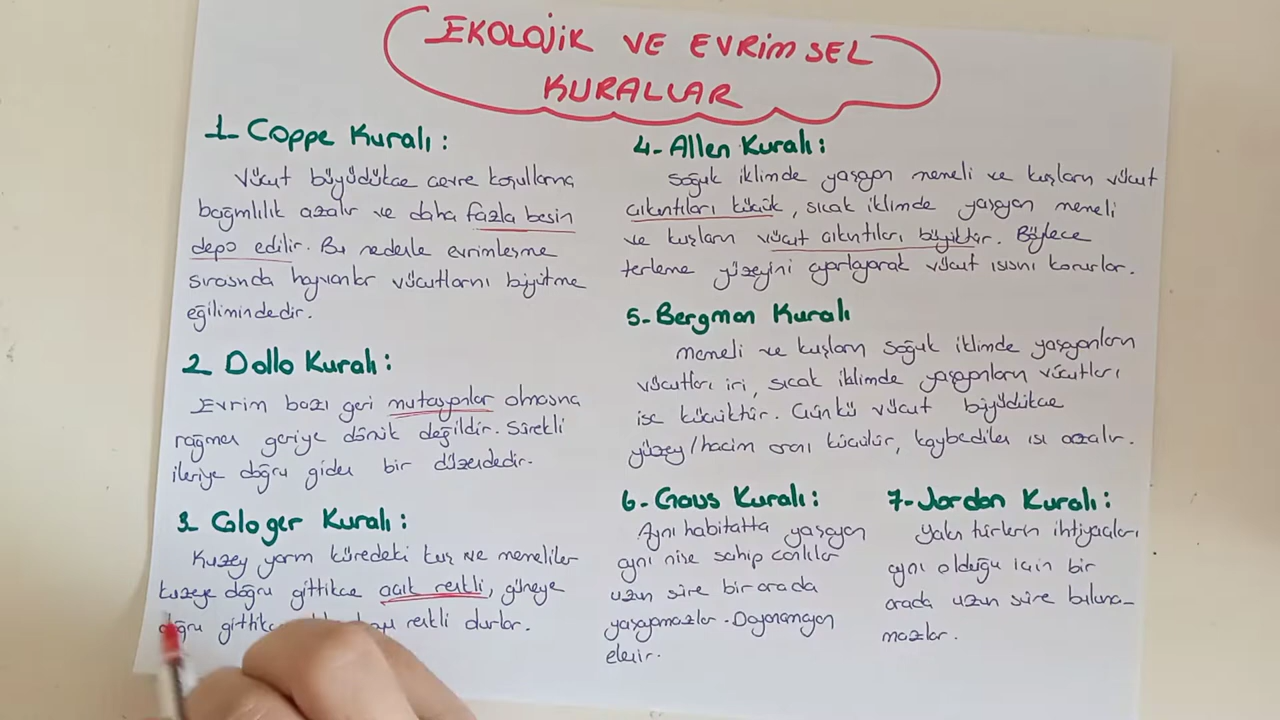 EKOLOJİK VE EVRİMSEL
KURALLAR
1- Coppe Kuralı:
Vücut büyüdükçe çevre koşullarına
bağımlılık azalır ve daha fazla besin
depo edilir. Bu nedenle evrimleşme
sırasında hayvanlar vücutlarını büyütme
eğilimindedir.
2- Dollo Kuralı:
Evrim bazı geri mutasyonlar olmasına
rağmen geriye dönük değildir. Sürekli
ileriye doğru giden bir düzendedir.
3- Gloger Kuralı:
Kuzey yarım küredeki kuş ve memeliler
kuzeye doğru gittikçe açık renkli, güneye
doğru gittikçe renkli olurlar.
4- Allen Kuralı:
Soğuk iklimde yaşayan memeli ve kuşların vücut
çıkıntıları küçük, sıcak iklimde yaşayan memeli
ve kuşların vücut çıkıntıları büyüktür. Böylece
terleme yüzeyini ayarlayarak vücut ısısını korurlar.
5- Bergman Kuralı
Memeli ve kuşların soğuk iklimde yaşayanların
vücutları iri, sıcak iklimde yaşayanların vücutları
ise küçüktür. Çünkü vücut büyüdükçe
yüzey/hacim oranı küçülür, kaybedilen ısı azalır.
6- Gaus Kuralı:
Aynı habitatta yaşayan
aynı nişe sahip canlılar
uzun süre bir arada
yaşayamazlar. Dayanamayan
elenir.
7- Jordan Kuralı:
Yakın türlerin ihtiyaçları
aynı olduğu için bir
arada uzun süre buluna-
mazlar.